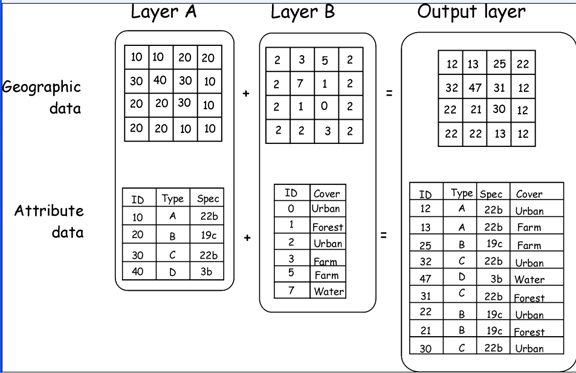 Layer A Layer B Output layer
Geographic
data
10 10 20 20
30 40 30 10
20 20 30 10
20 20 10 10
+
2 3 5 2
2 7 1 2
2 1 0 2
2 2 3 2
=
12 13 25 22
32 47 31 12
22 21 30 12
22 22 13 12
Attribute
data
ID Type Spec
10 A 22b
20 B 19c
30 C 22b
40 D 3b
+
ID Cover
0 Urban
1 Forest
2 Urban
3 Farm
5 Farm
7 Water
=
ID Type Spec Cover
12 A 22b Urban
13 A 22b Farm
25 B 19c Farm
32 C 22b Urban
47 D 3b Water
31 C 22b Forest
22 B 19c Urban
21 B 19c Forest
30 C 22b Urban